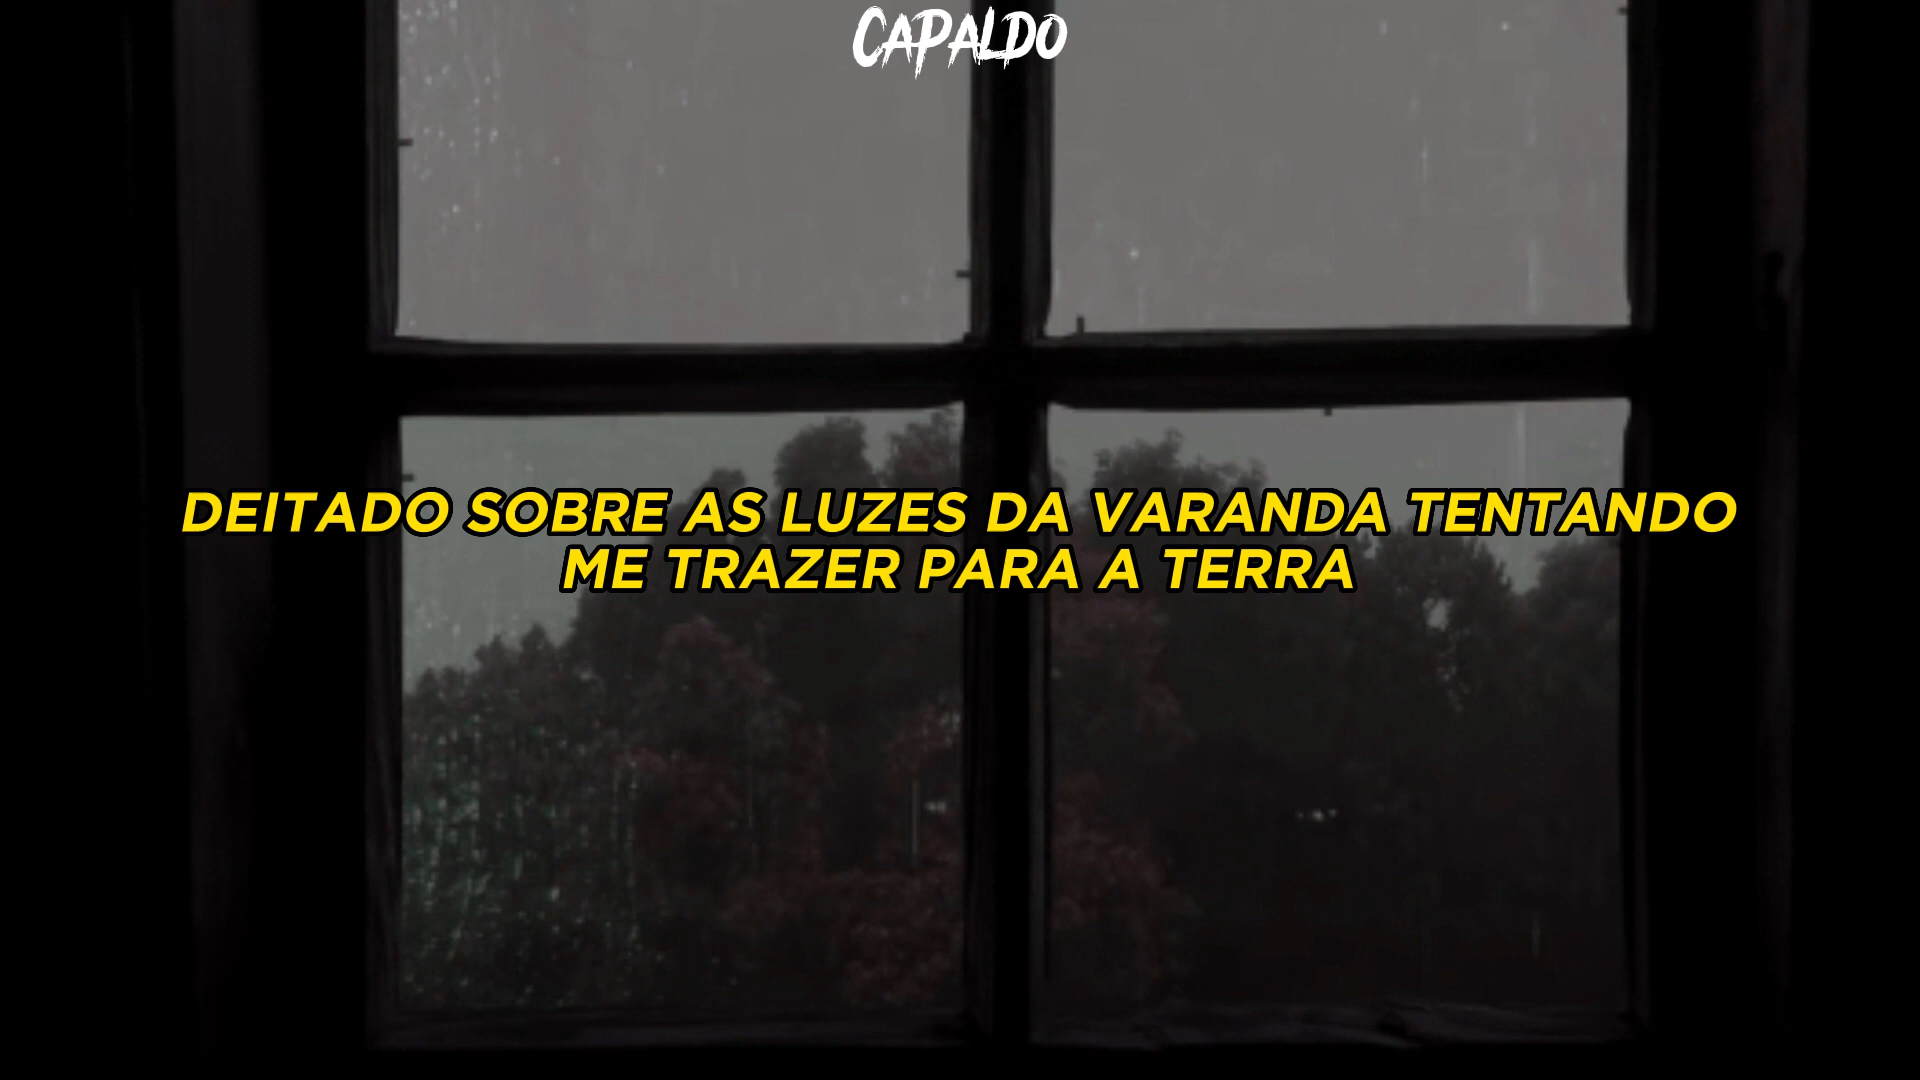 CAPALDO
DEITADO SOBRE AS LUZES DA VARANDA TENTANDO
ME TRAZER PARA A TERRA